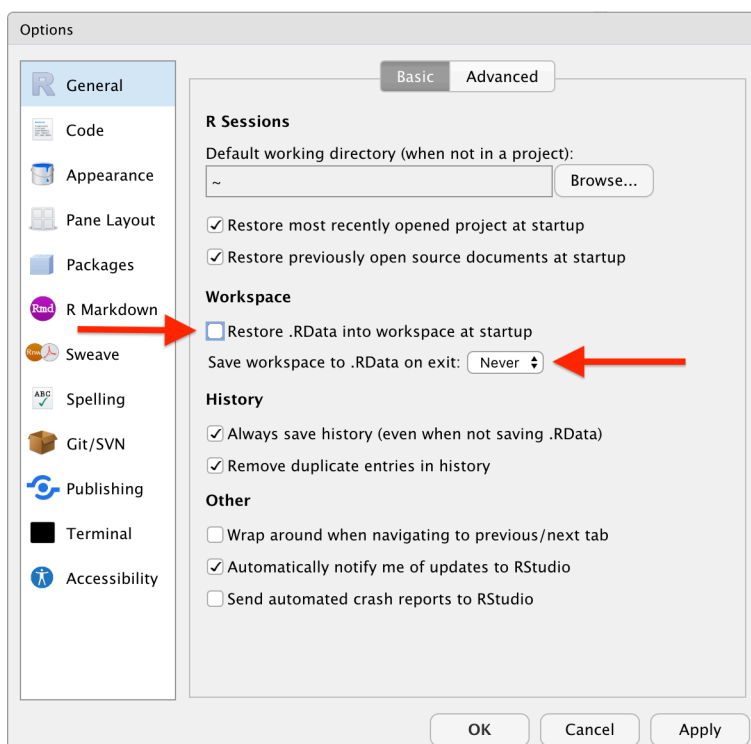 Options
General
Code
Appearance
Pane Layout
Packages
Rmd R Markdown
Rnw Sweave
ABC Spelling
Git/SVN
Publishing
Terminal
Accessibility
Basic Advanced
R Sessions
Default working directory (when not in a project):
~ Browse...
Restore most recently opened project at startup
Restore previously open source documents at startup
Workspace
Restore .RData into workspace at startup
Save workspace to .RData on exit: Never
History
Always save history (even when not saving .RData)
Remove duplicate entries in history
Other
Wrap around when navigating to previous/next tab
Automatically notify me of updates to RStudio
Send automated crash reports to RStudio
OK Cancel Apply